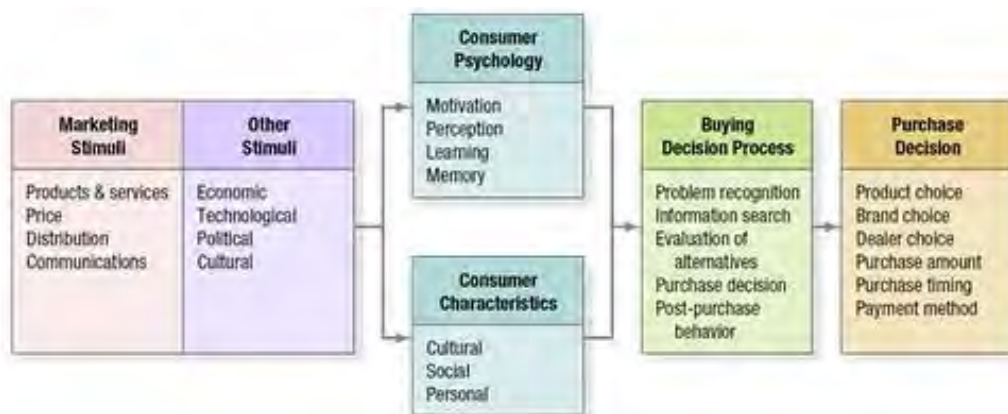 Marketing
Stimuli
Products & services
Price
Distribution
Communications
Other
Stimuli
Economic
Technological
Political
Cultural
Consumer
Psychology
Motivation
Perception
Learning
Memory
Consumer
Characteristics
Cultural
Social
Personal
Buying
Decision Process
Problem recognition
Information search
Evaluation of
alternatives
Purchase decision
Post-purchase
behavior
Purchase
Decision
Product choice
Brand choice
Dealer choice
Purchase amount
Purchase timing
Payment method